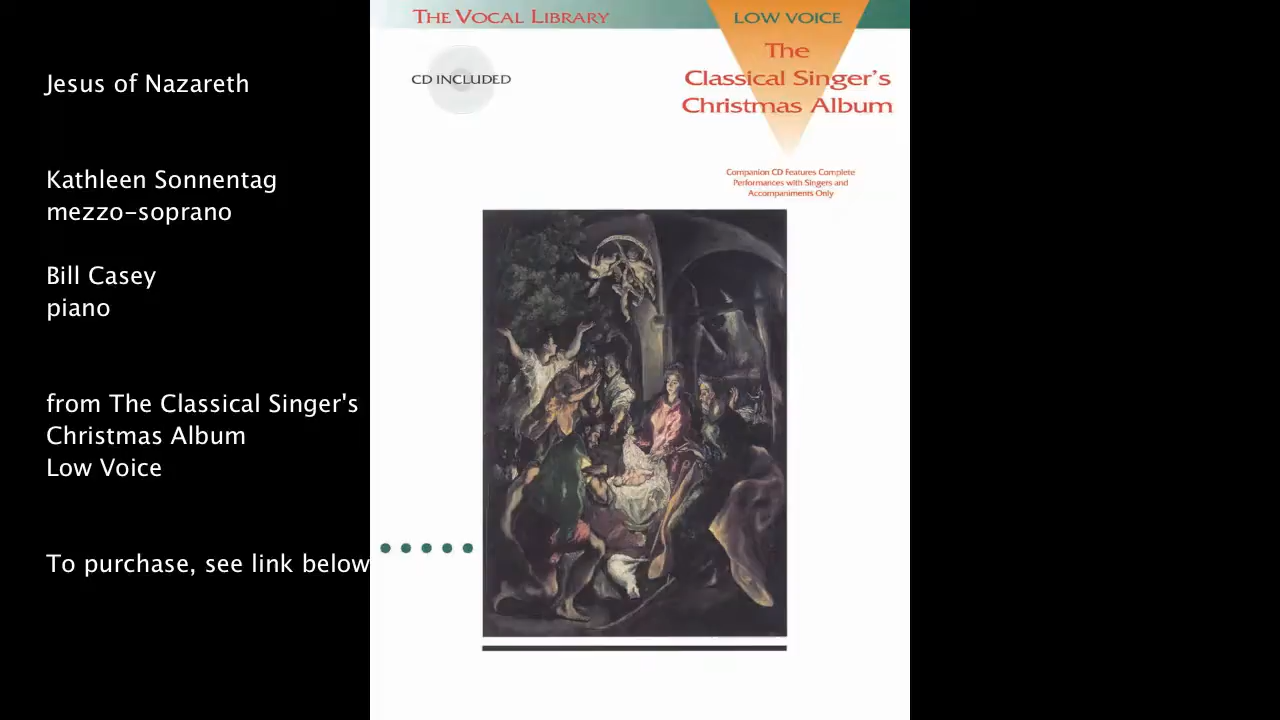 Jesus of Nazareth
Kathleen Sonnentag
mezzo-soprano
Bill Casey
piano
from The Classical Singer's
Christmas Album
Low Voice
To purchase, see link below
THE VOCAL LIBRARY
CD INCLUDED
LOW VOICE
The
Classical Singer's
Christmas Album
Companion CD Features Complete
Performances with Singers and
Accompaniments Only